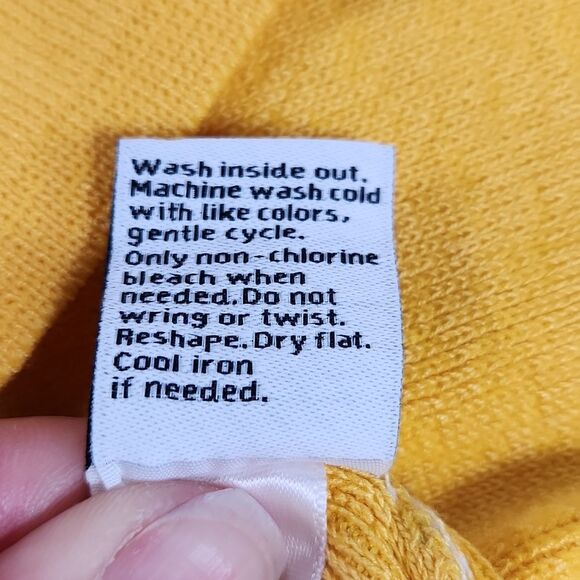 Wash inside out.
Machine wash cold
with like colors,
gentle cycle.
Only non-chlorine
bleach when
needed. Do not
wring or twist.
Reshape. Dry flat.
Cool iron
if needed.